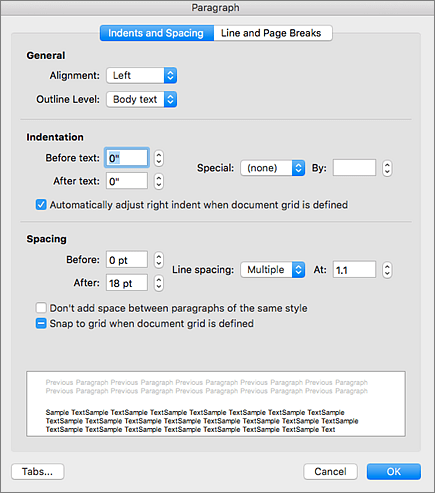 Paragraph
Indents and Spacing Line and Page Breaks
General
Alignment: Left
Outline Level: Body text
Indentation
Before text: 0"
Special: (none) By:
After text: 0"
Automatically adjust right indent when document grid is defined
Spacing
Before: 0 pt
Line spacing: Multiple At: 1.1
After: 18 pt
Don't add space between paragraphs of the same style
Snap to grid when document grid is defined
Previous Paragraph Previous Paragraph Previous Paragraph Previous Paragraph Previous Paragraph
Previous Paragraph Previous Paragraph Previous Paragraph Previous Paragraph Previous Paragraph
Sample TextSample TextSample TextSample TextSample TextSample TextSample TextSample
TextSample TextSample TextSample TextSample TextSample TextSample TextSample TextSample
TextSample TextSample TextSample TextSample TextSample TextSample TextSample Text
Tabs... Cancel OK